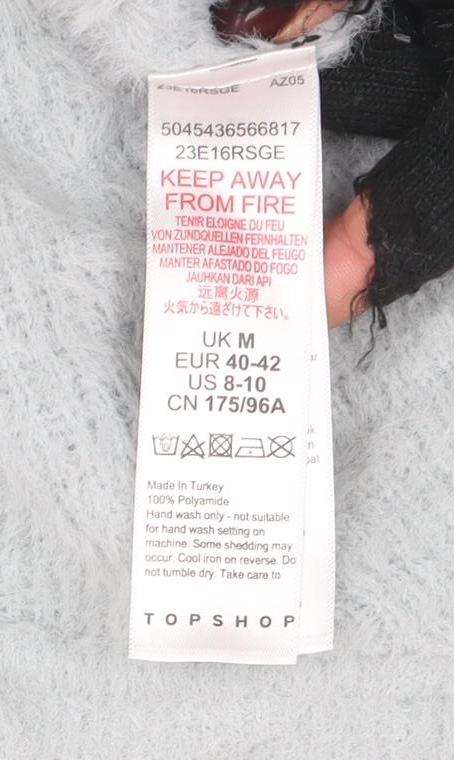 23E16RSGE
AZ05
5045436566817
23E16RSGE
KEEP AWAY
FROM FIRE
TENIR ELOIGNE DU FEU
VON ZUNDQUELLEN FERNHALTEN
MANTENER ALEJADO DEL FEUGO
MANTER AFASTADO DO FOGO
JAUHKAN DARI API
远离火源
火気から遠ざけて下さい。
UK M
EUR 40-42
US 8-10
CN 175/96A
Made In Turkey
100% Polyamide
Hand wash only - not suitable
for hand wash setting on
machine. Some shedding may
occur. Cool iron on reverse. Do
not tumble dry. Take care to
TOPSHOP